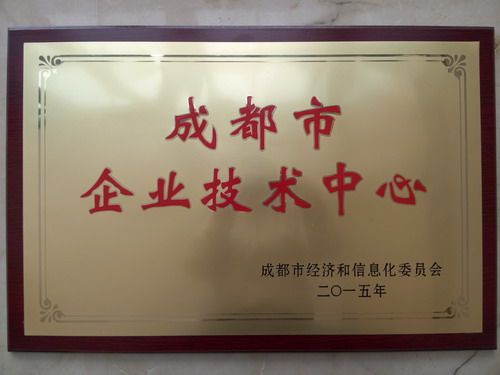 成都市
企业技术中心
成都市经济和信息化委员会
二〇一五年